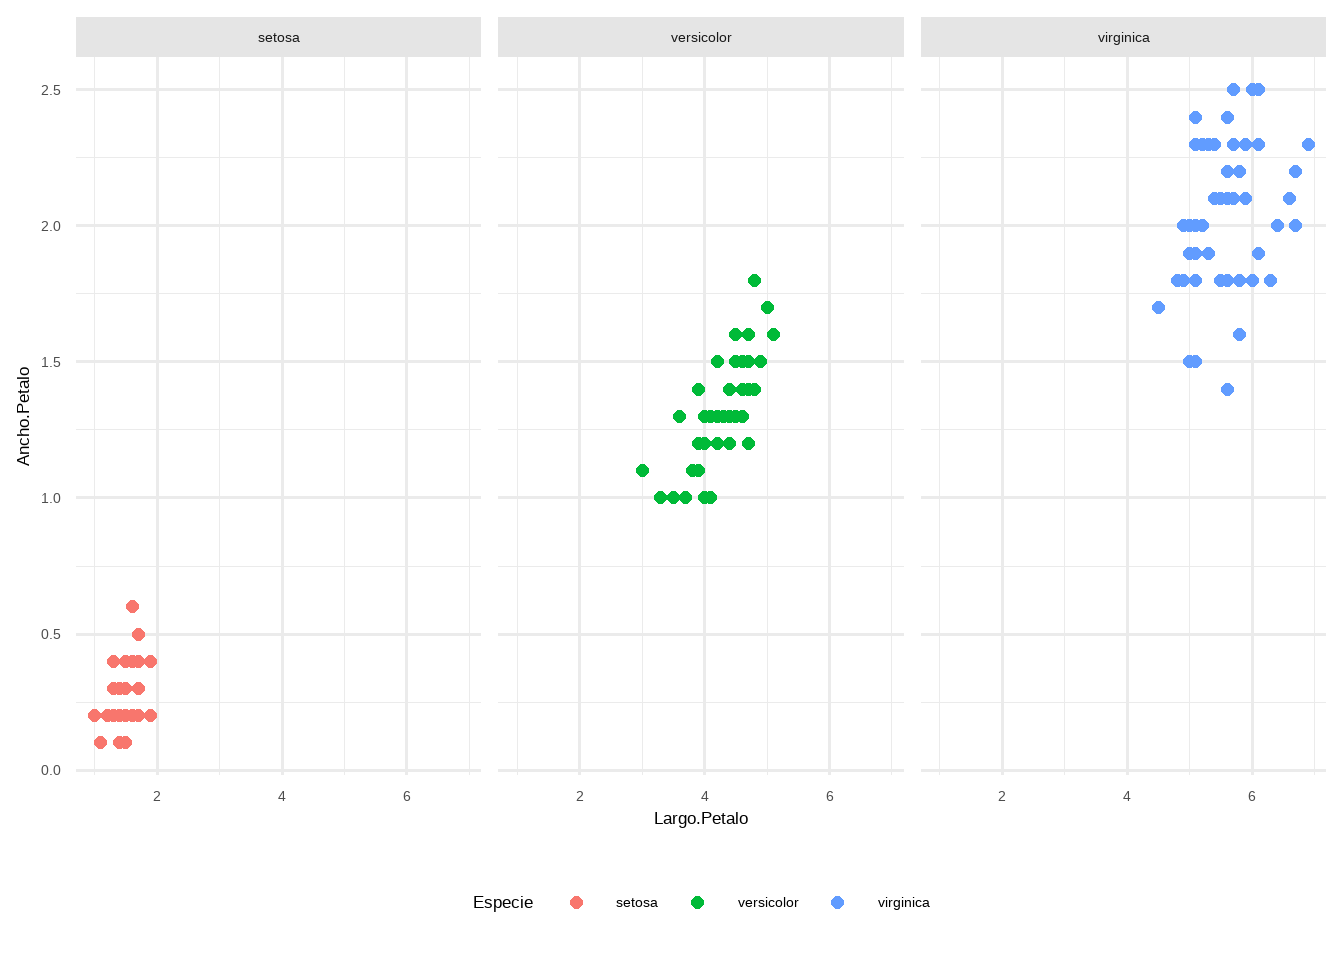 setosa versicolor virginica
2.5
2.0
1.5
1.0
0.5
0.0
Ancho.Petalo
2 4 6 2 4 6 2 4 6
Largo.Petalo
Especie setosa versicolor virginica